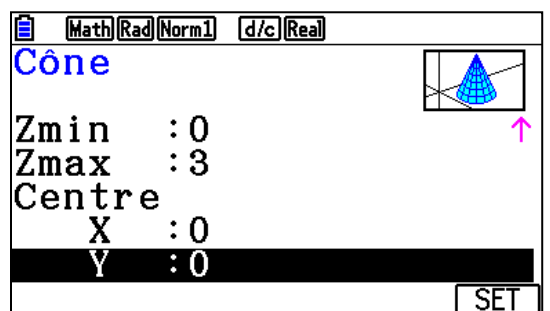 Math Rad Norm1 d/c Real
Cône
Zmin :0
Zmax :3
Centre
X :0
Y :0
SET